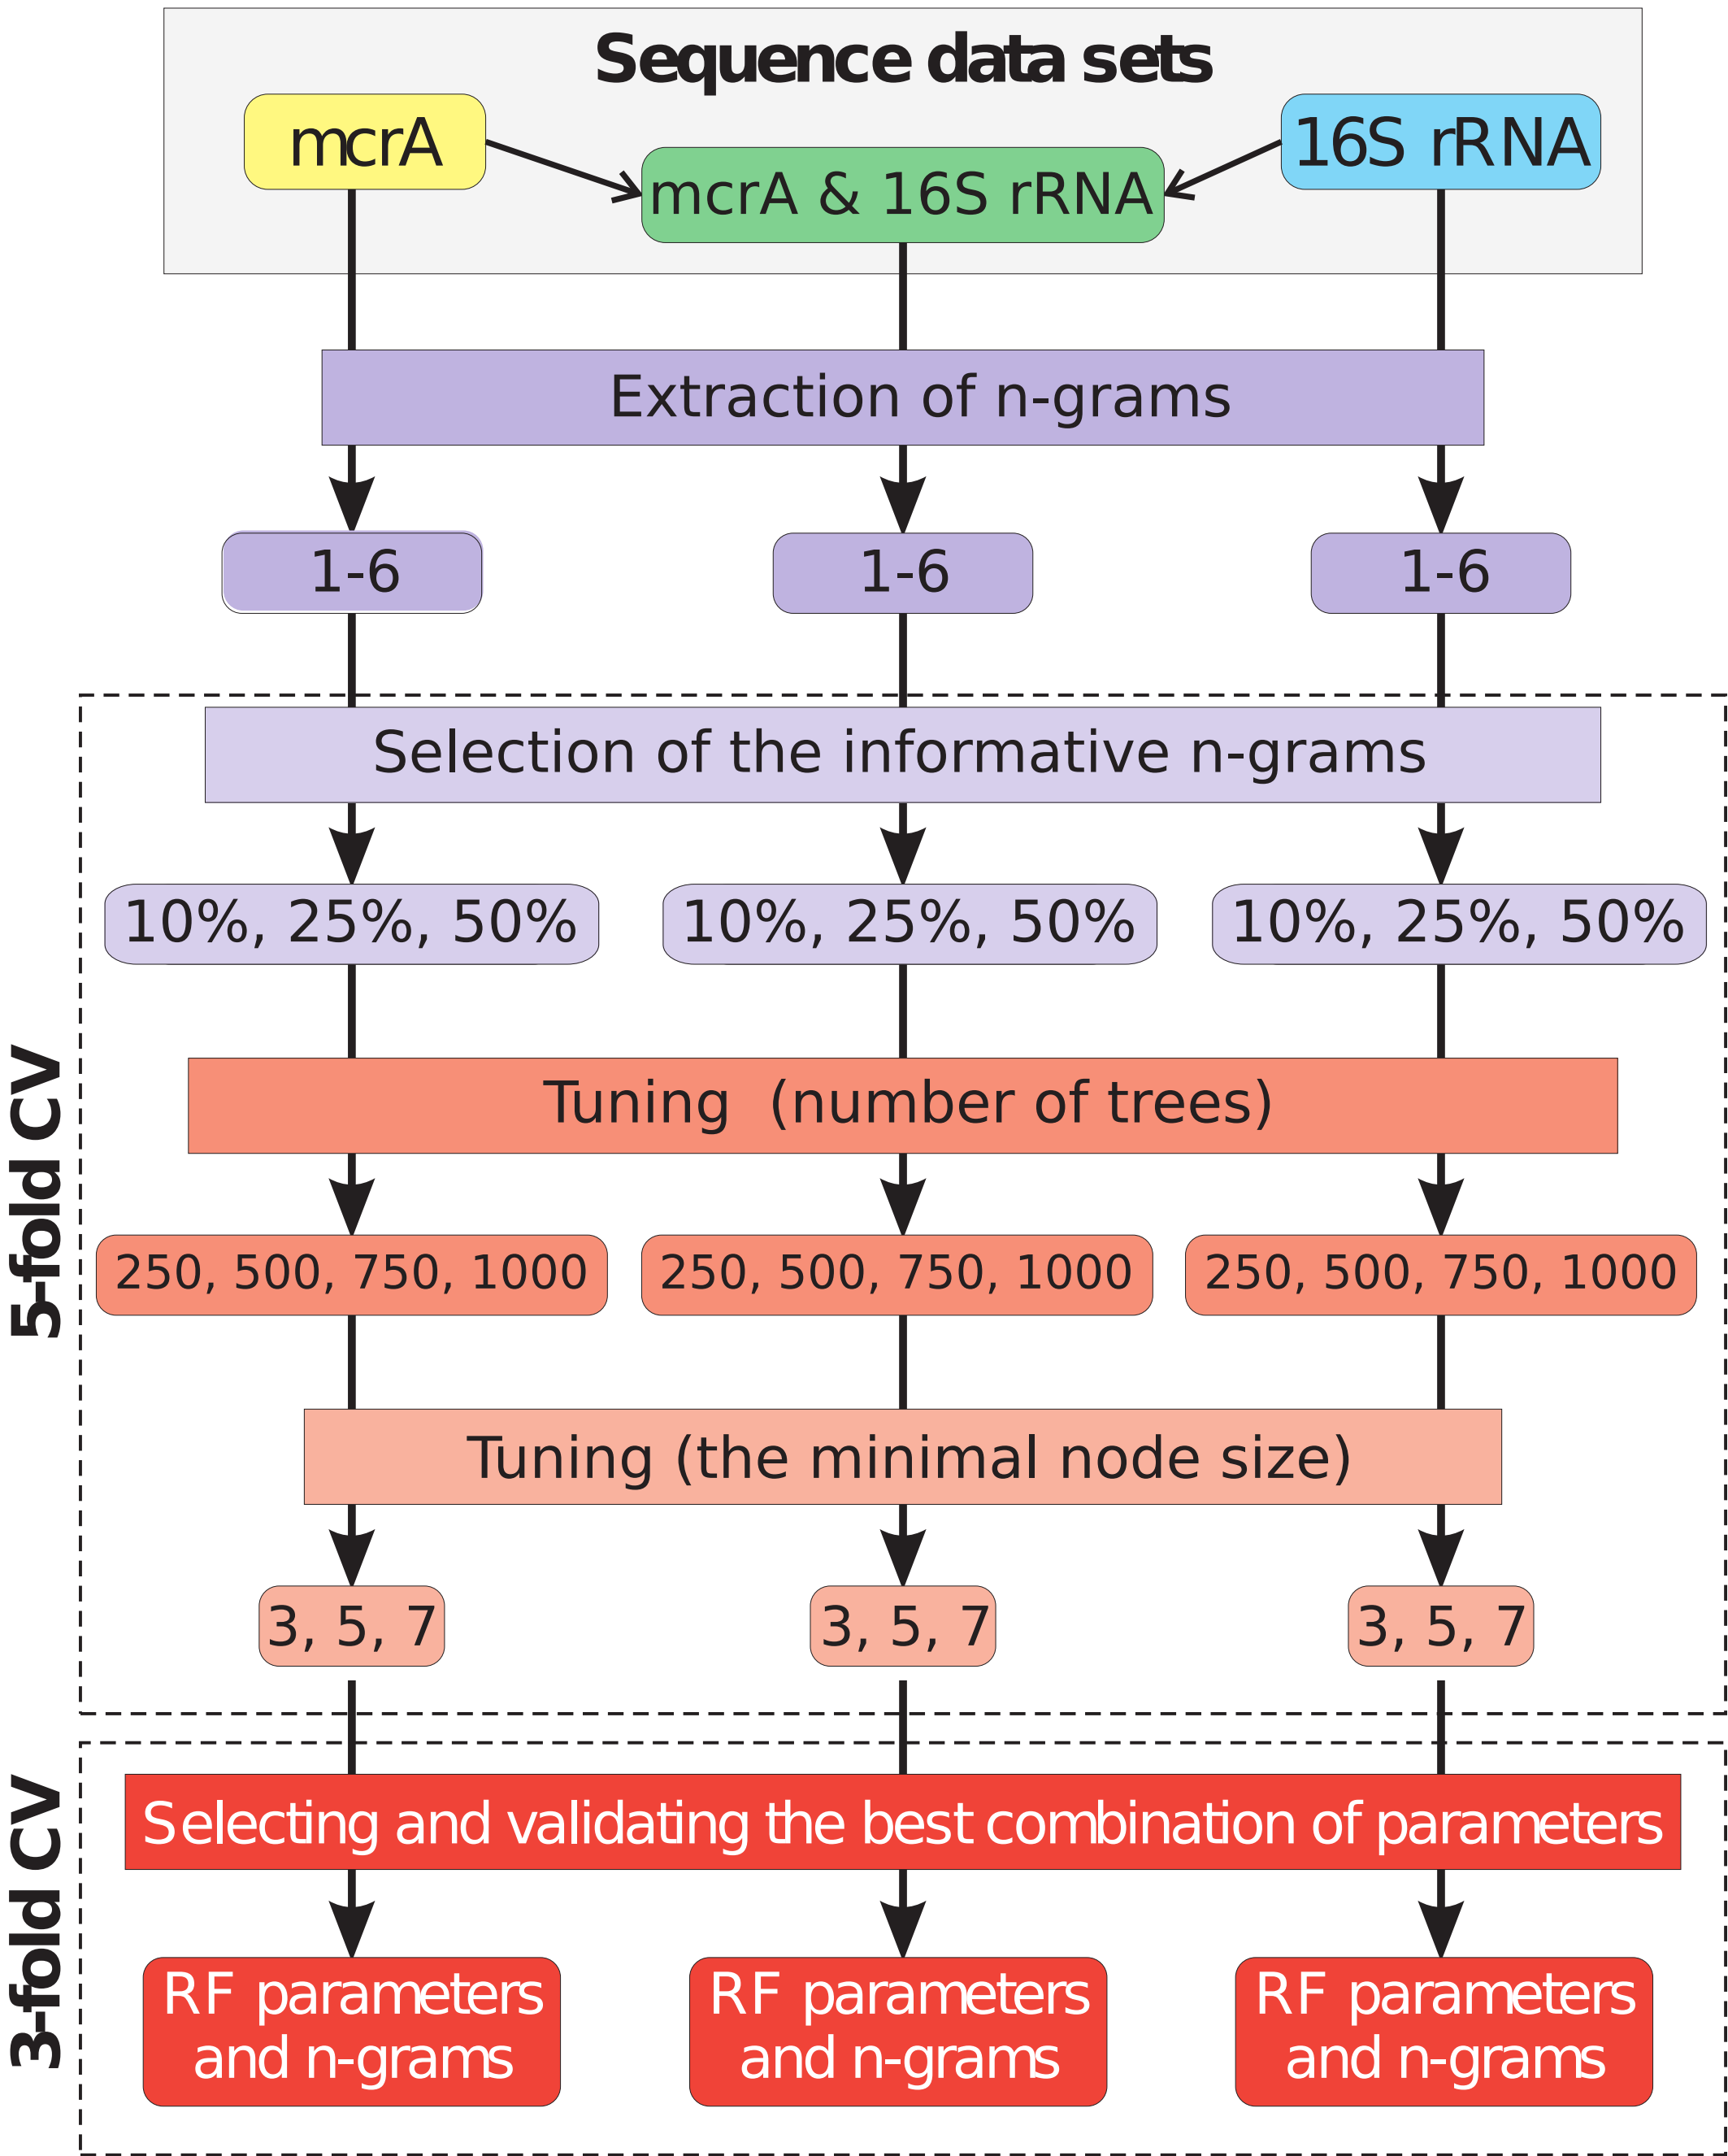 Sequence data sets
mcrA
16S rRNA
mcrA & 16S rRNA
Extraction of n-grams
1-6
1-6
1-6
Selection of the informative n-grams
10%, 25%, 50%
10%, 25%, 50%
10%, 25%, 50%
Tuning (number of trees)
250, 500, 750, 1000
250, 500, 750, 1000
250, 500, 750, 1000
Tuning (the minimal node size)
3, 5, 7
3, 5, 7
3, 5, 7
5-fold CV
Selecting and validating the best combination of parameters
RF parameters
and n-grams
RF parameters
and n-grams
RF parameters
and n-grams
3-fold CV